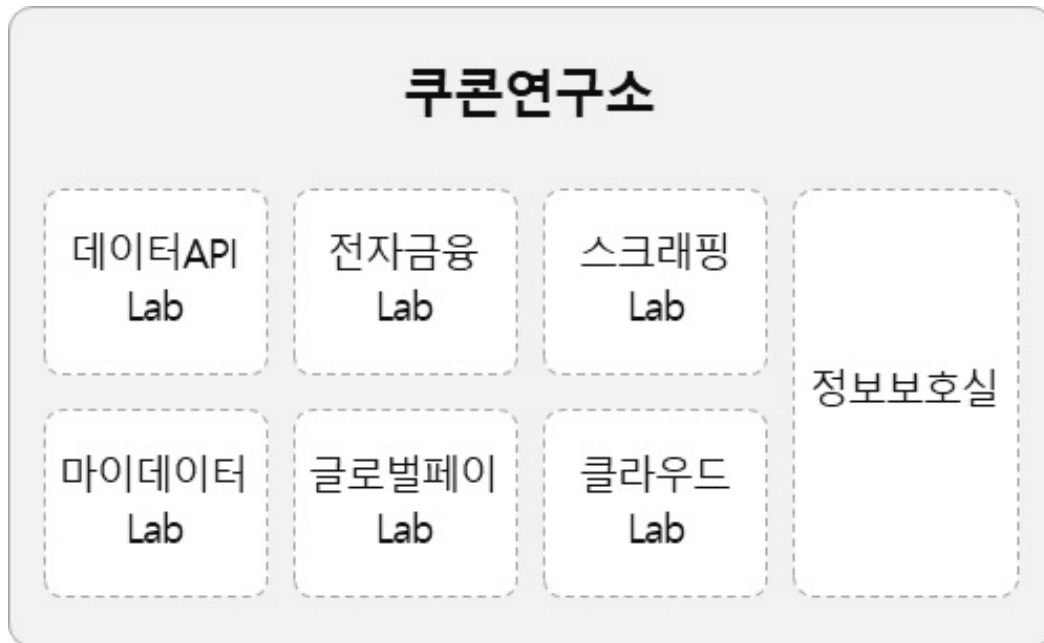 쿠콘연구소
데이터API
Lab
전자금융
Lab
스크래핑
Lab
정보보호실
마이데이터
Lab
글로벌페이
Lab
클라우드
Lab